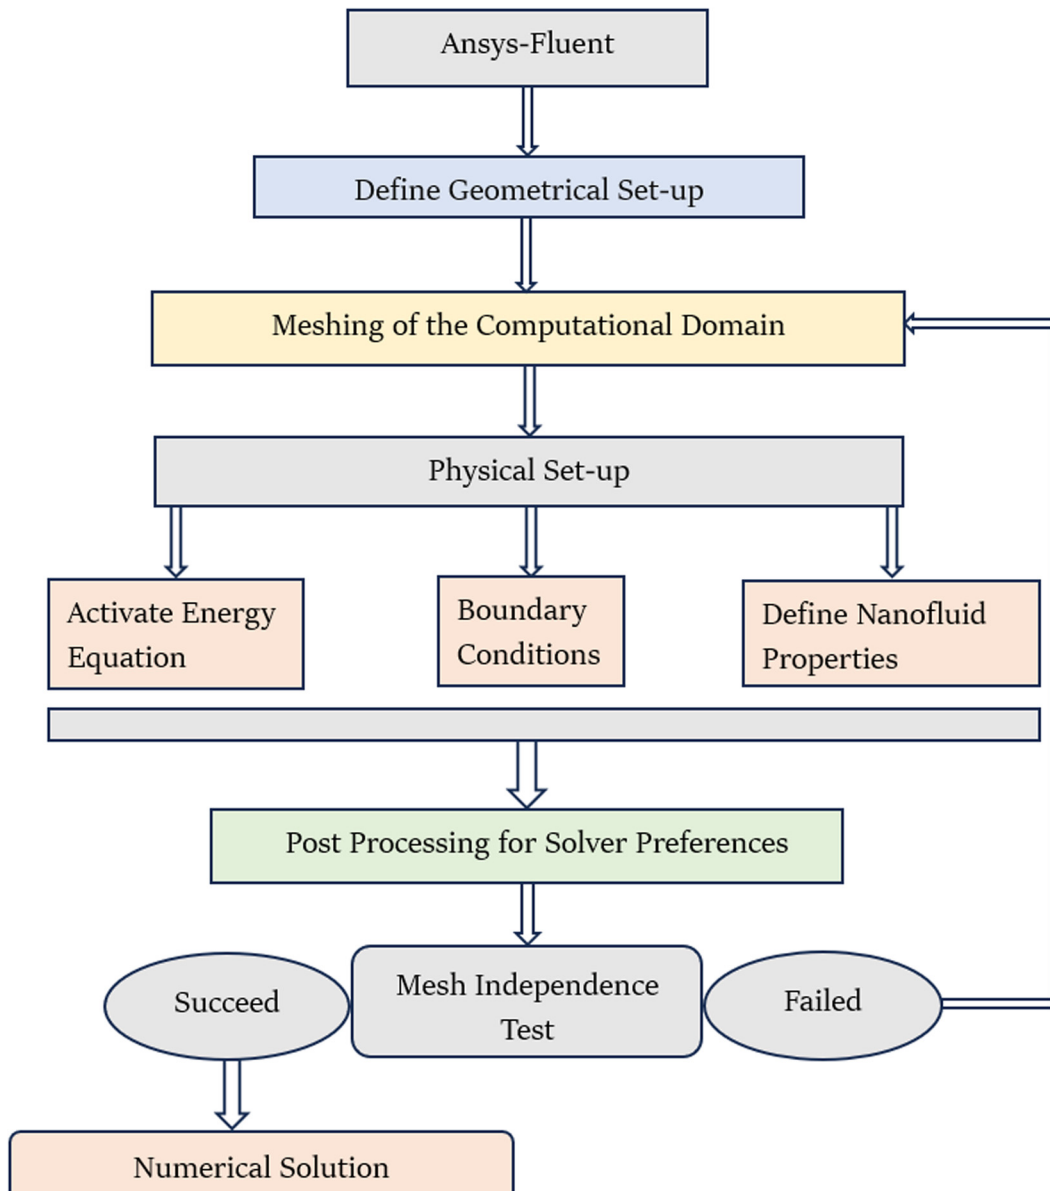 Ansys-Fluent
Define Geometrical Set-up
Meshing of the Computational Domain
Physical Set-up
Activate Energy
Equation
Boundary
Conditions
Define Nanofluid
Properties
Post Processing for Solver Preferences
Succeed
Mesh Independence
Test
Failed
Numerical Solution